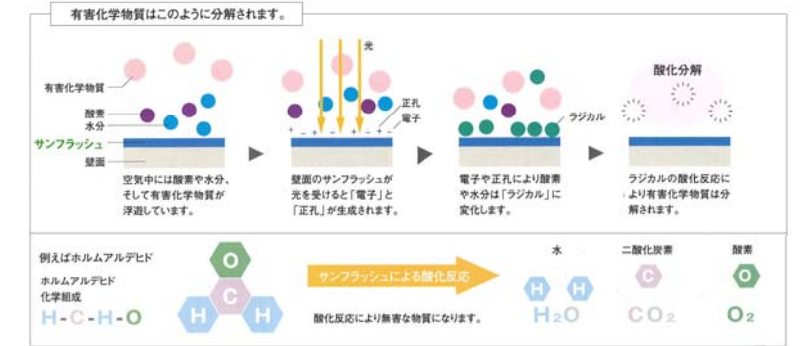 有害化学物質はこのように分解されます。
光
有害化学物質
酸素
水分
サンフラッシュ
壁面
正孔
電子
+ - + - + - + -
ラジカル
酸化分解
空気中には酸素や水分、
そして有害化学物質が
浮遊しています。
壁面のサンフラッシュが
光を受けると「電子」と
「正孔」が生成されます。
電子や正孔により酸素
や水分は「ラジカル」に
変化します。
ラジカルの酸化反応に
より有害化学物質は分
解されます。
例えばホルムアルデヒド
ホルムアルデヒド
化学組成
H-C-H-O
O
C
H H
サンフラッシュによる酸化反応
酸化反応により無害な物質になります。
水
H H
H₂O
二酸化炭素
C
CO₂
酸素
O
O₂